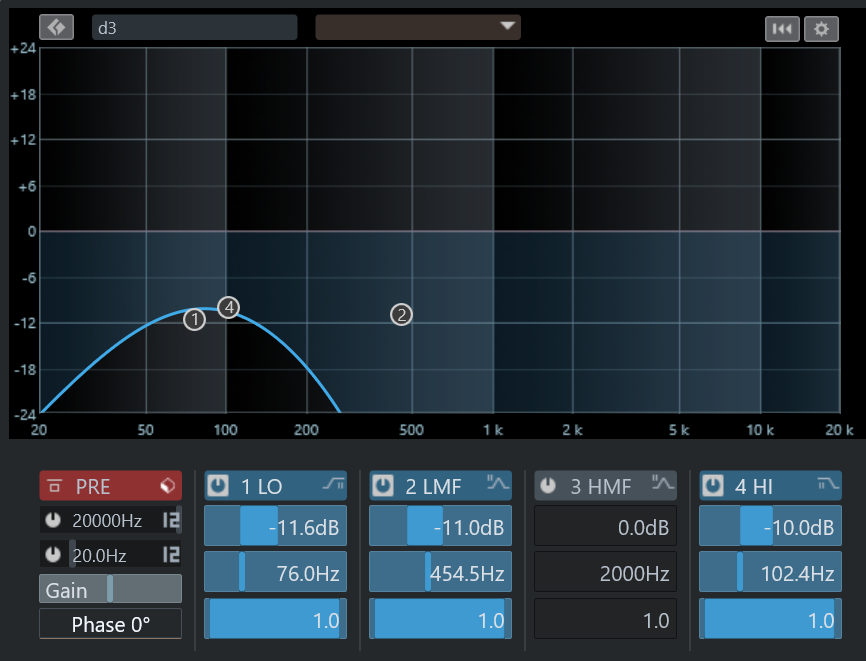 d3
+24
+18
+12
+6
0
-6
-12
-18
-24
1 4 2
20 50 100 200 500 1 k 2 k 5 k 10 k 20 k
PRE 1 LO 2 LMF 3 HMF 4 HI
20000Hz 12 -11.6dB -11.0dB 0.0dB -10.0dB
20.0Hz 12 76.0Hz 454.5Hz 2000Hz 102.4Hz
Gain 1.0 1.0 1.0 1.0
Phase 0°